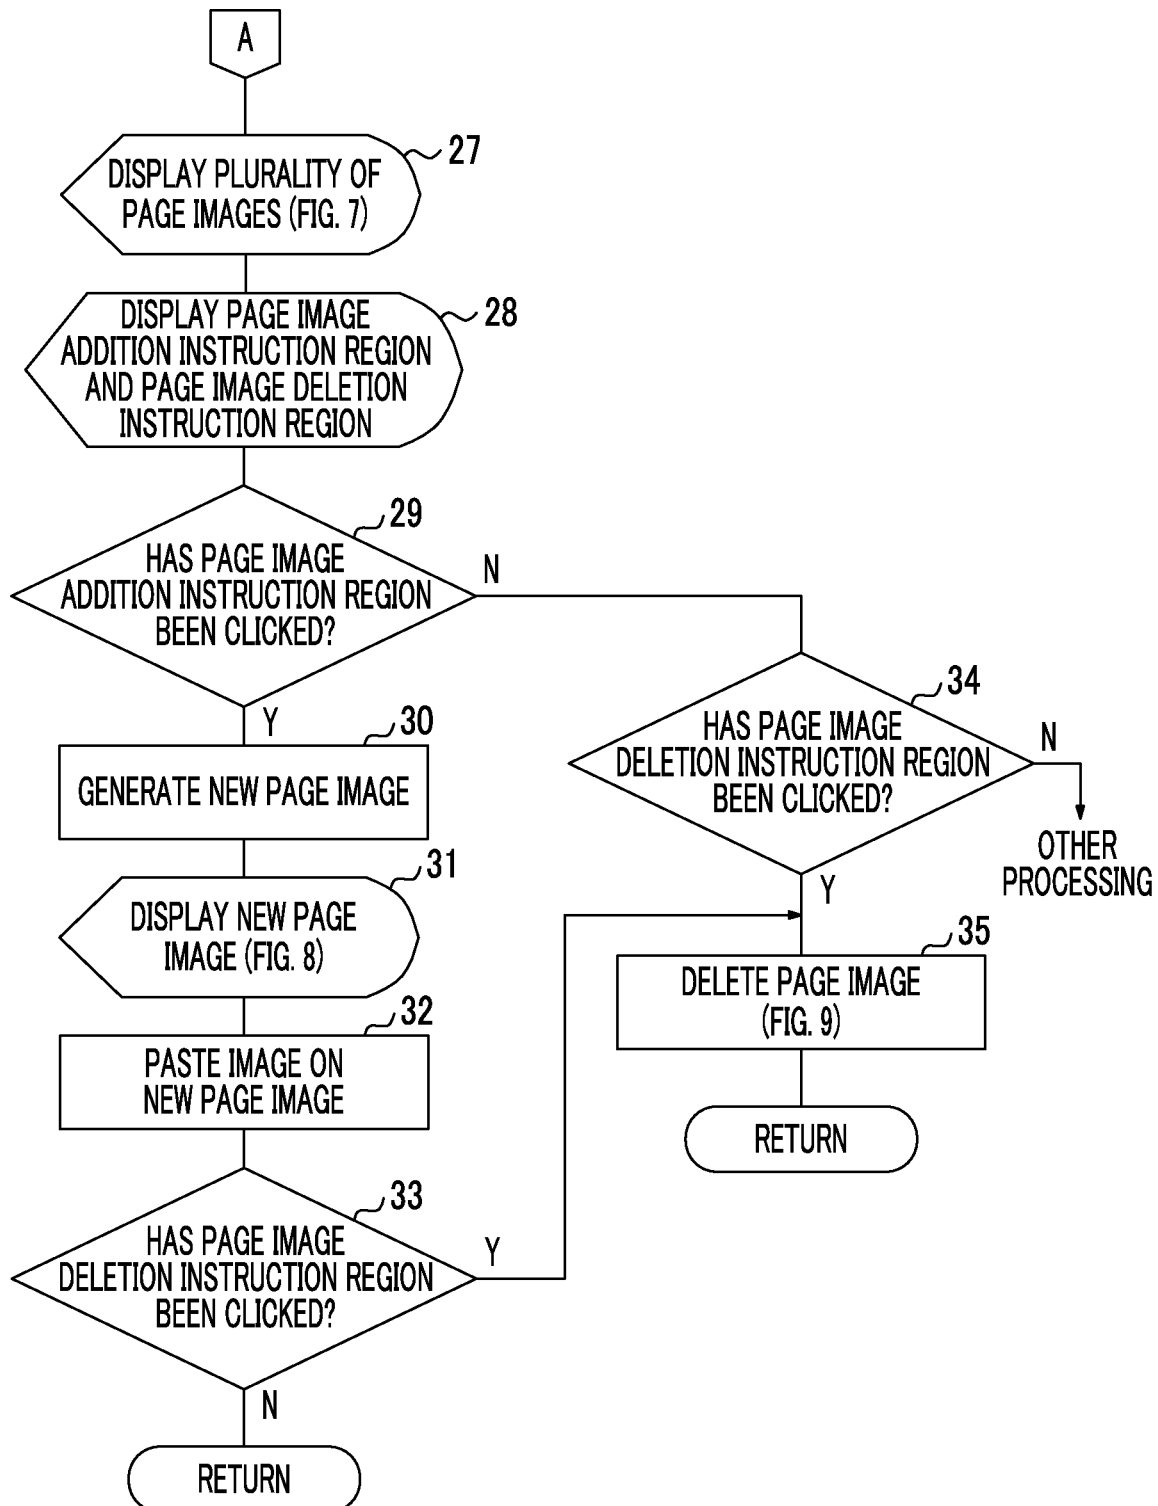 A
27
DISPLAY PLURALITY OF
PAGE IMAGES (FIG. 7)
28
DISPLAY PAGE IMAGE
ADDITION INSTRUCTION REGION
AND PAGE IMAGE DELETION
INSTRUCTION REGION
29
HAS PAGE IMAGE
ADDITION INSTRUCTION REGION
BEEN CLICKED?
N
Y
30
GENERATE NEW PAGE IMAGE
31
DISPLAY NEW PAGE
IMAGE (FIG. 8)
32
PASTE IMAGE ON
NEW PAGE IMAGE
33
HAS PAGE IMAGE
DELETION INSTRUCTION REGION
BEEN CLICKED?
Y
N
RETURN
34
HAS PAGE IMAGE
DELETION INSTRUCTION REGION
BEEN CLICKED?
N
OTHER
PROCESSING
Y
35
DELETE PAGE IMAGE
(FIG. 9)
RETURN